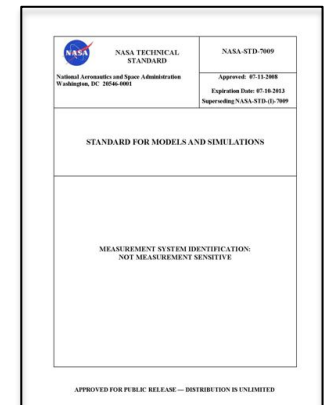 NASA
NASA TECHNICAL
STANDARD
NASA-STD-7009
National Aeronautics and Space Administration
Washington, DC 20546-0001
Approved: 07-11-2008
Expiration Date: 07-10-2013
Superseding NASA-STD-(I)-7009
STANDARD FOR MODELS AND SIMULATIONS
MEASUREMENT SYSTEM IDENTIFICATION:
NOT MEASUREMENT SENSITIVE
APPROVED FOR PUBLIC RELEASE — DISTRIBUTION IS UNLIMITED